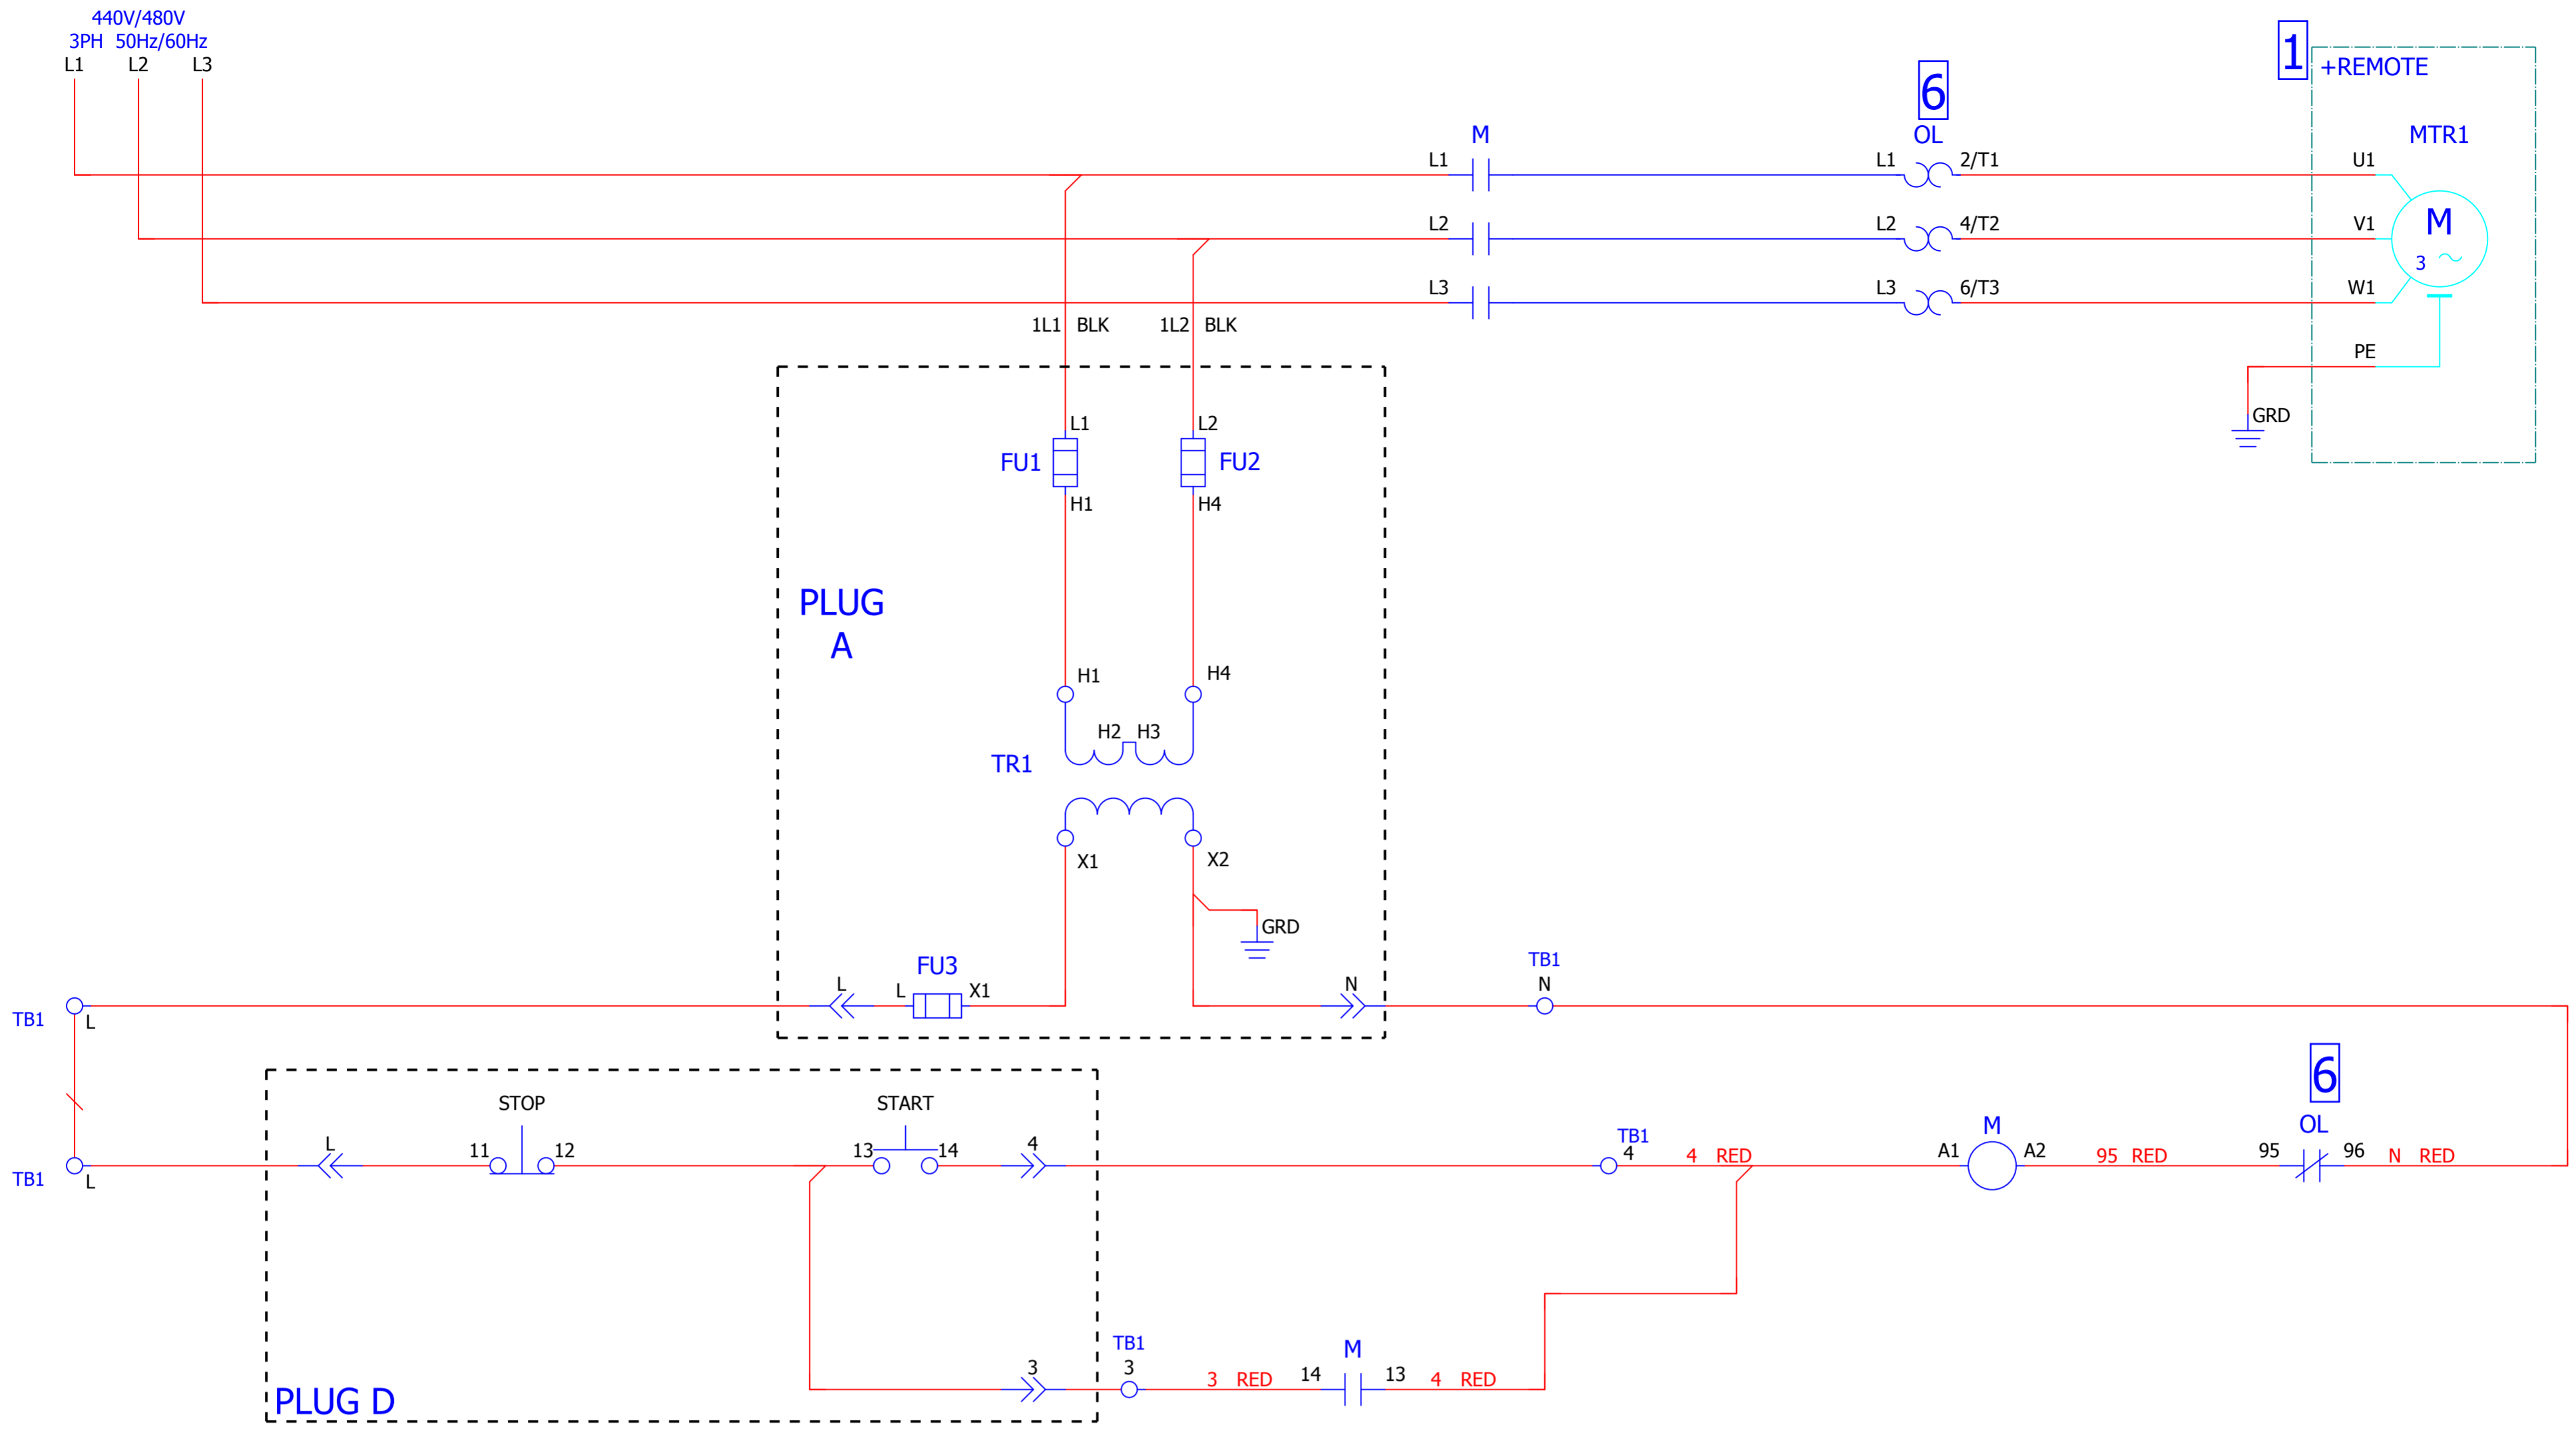 440V/480V
3PH 50Hz/60Hz
L1 L2 L3
1
+REMOTE
6
OL
M
MTR1
L1 L1 2/T1 U1
L2 L2 4/T2 V1
M
3
L3 L3 6/T3 W1
1L1 BLK 1L2 BLK
PE
GRD
L1 L2
FU1 FU2
H1 H4
PLUG
A
H1 H4
H2 H3
TR1
X1 X2
GRD
FU3
TB1
L L X1 N N
TB1 L
6
STOP START M OL
TB1
L 11 12 13 14 4 4 4 RED A1 A2 95 RED 95 96 N RED
TB1 L
TB1 M
3 3 3 RED 14 13 4 RED
PLUG D